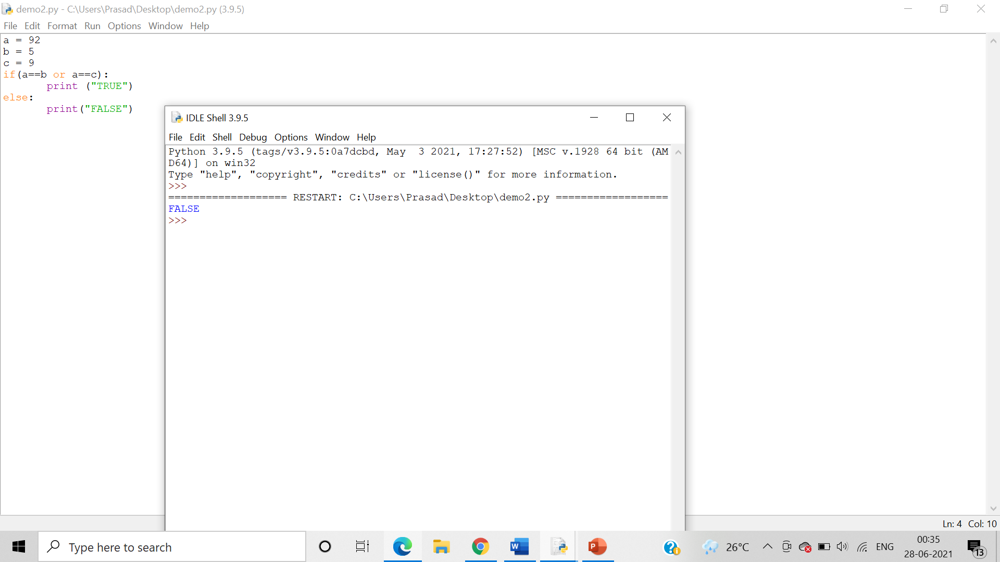 demo2.py - C:\Users\Prasad\Desktop\demo2.py (3.9.5)
File Edit Format Run Options Window Help
a = 92
b = 5
c = 9
if(a==b or a==c):
       print ("TRUE")
else:
       print("FALSE")
IDLE Shell 3.9.5
File Edit Shell Debug Options Window Help
Python 3.9.5 (tags/v3.9.5:0a7dcbd, May  3 2021, 17:27:52) [MSC v.1928 64 bit (AM
D64)] on win32
Type "help", "copyright", "credits" or "license()" for more information.
>>>
=================== RESTART: C:\Users\Prasad\Desktop\demo2.py ==================
FALSE
>>>
Ln: 4 Col: 10
Type here to search
W
P
26°C
ENG
00:35
28-06-2021
13